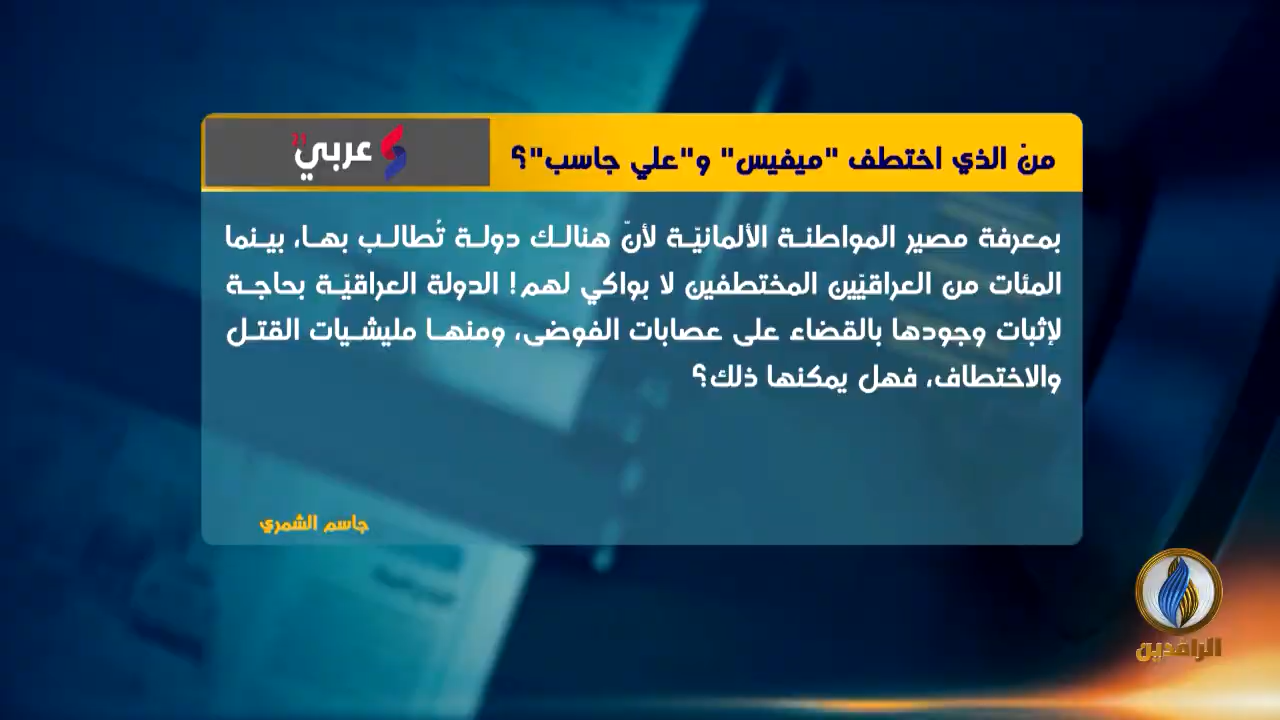 منْ الذي اختطف "ميفيس" و"علي جاسب"؟
عربي 21
بمعرفة مصير المواطنة الألمانيّة لأنّ هنالك دولة تُطالب بها، بينما
المئات من العراقيّين المختطفين لا بواكي لهم! الدولة العراقيّة بحاجة
لإثبات وجودها بالقضاء على عصابات الفوضى، ومنها مليشيات القتل
والاختطاف، فهل يمكنها ذلك؟
جاسم الشمري
الرافدين